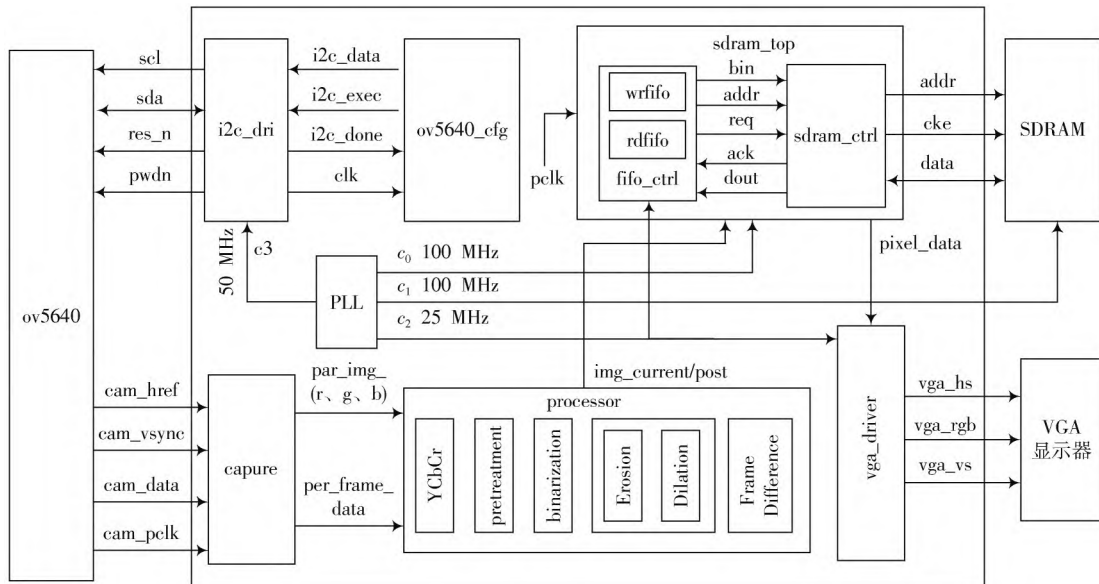 ov5640
scl
sda
res_n
pwdn
i2c_dri
i2c_data
i2c_exec
i2c_done
clk
ov5640_cfg
pclk
sdram_top
wrfifo
rdfifo
fifo_ctrl
bin
addr
req
ack
dout
sdram_ctrl
addr
cke
data
SDRAM
50 MHz
c3
PLL
c0 100 MHz
c1 100 MHz
c2 25 MHz
pixel_data
cam_href
cam_vsync
cam_data
cam_pclk
capure
par_img_
(r、g、b)
per_frame_
data
img_current/post
processor
YCbCr
pretreatment
binarization
Erosion
Dilation
Frame
Difference
vga_driver
vga_hs
vga_rgb
vga_vs
VGA
显示器